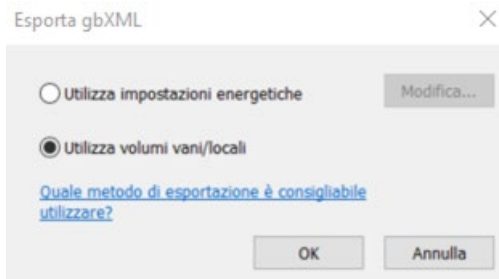 Esporta gbXML
Utilizza impostazioni energetiche
Modifica...
Utilizza volumi vani/locali
Quale metodo di esportazione è consigliabile
utilizzare?
OK
Annulla